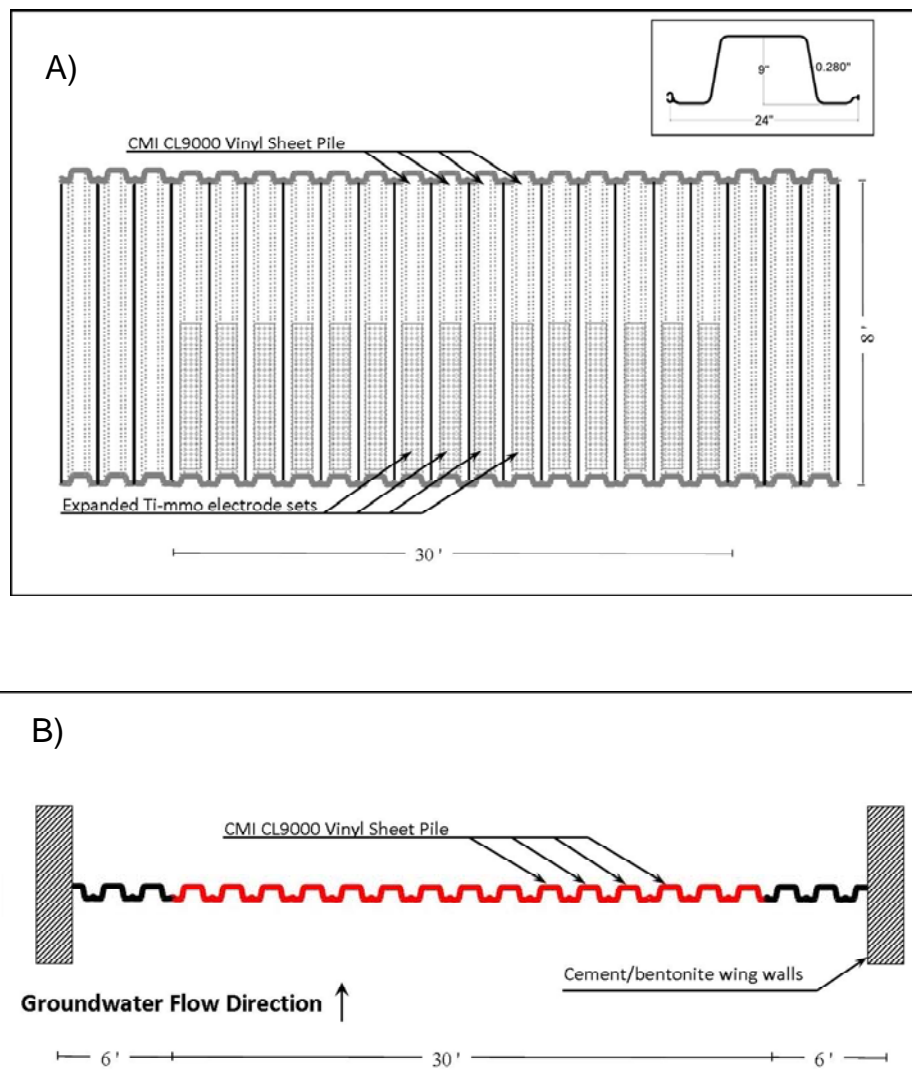 A)
9"
0.280"
24"
CMI CL9000 Vinyl Sheet Pile
8'
Expanded Ti-mmo electrode sets
30'
B)
CMI CL9000 Vinyl Sheet Pile
Cement/bentonite wing walls
Groundwater Flow Direction
6' 30' 6'